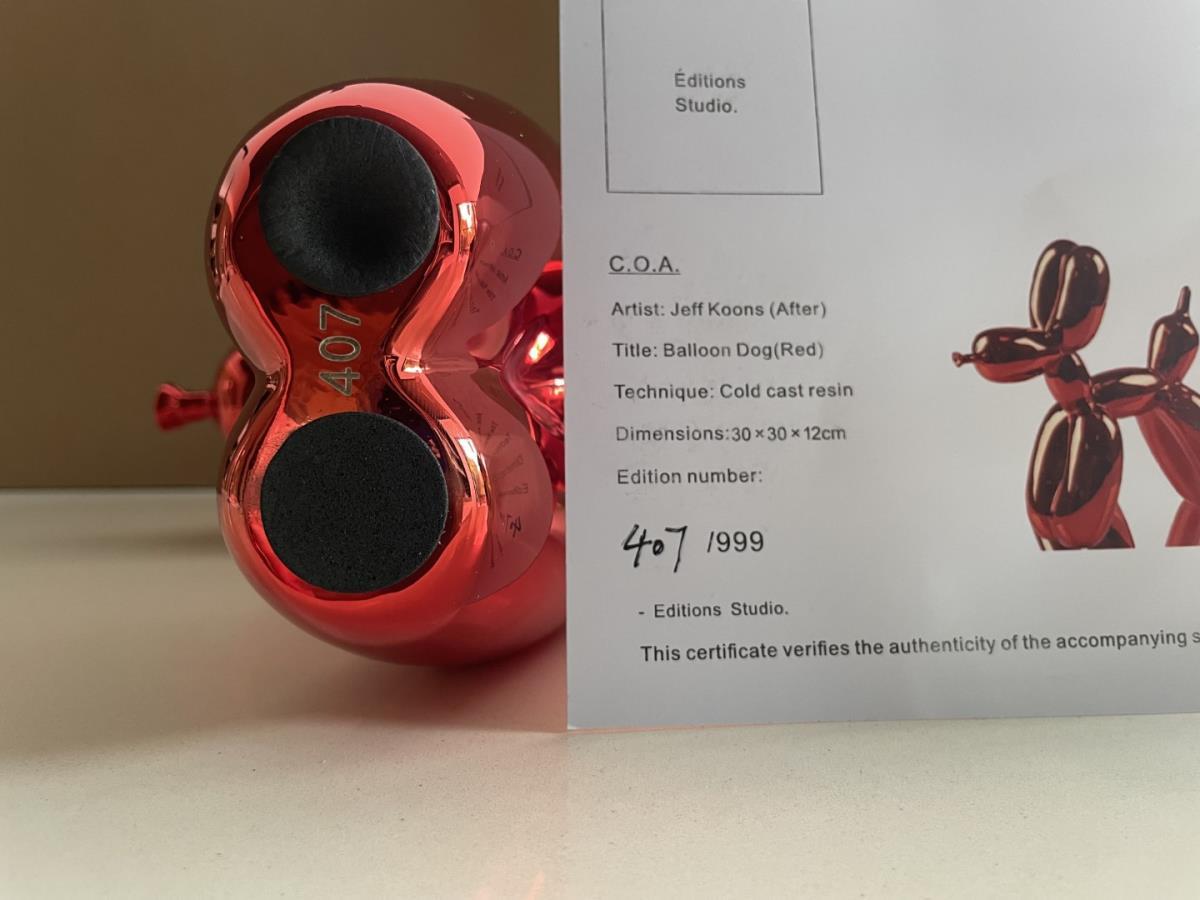 407
Éditions
Studio.
C.O.A.
Artist: Jeff Koons (After)
Title: Balloon Dog(Red)
Technique: Cold cast resin
Dimensions:30×30×12cm
Edition number:
407 /999
- Editions Studio.
This certificate verifies the authenticity of the accompanying